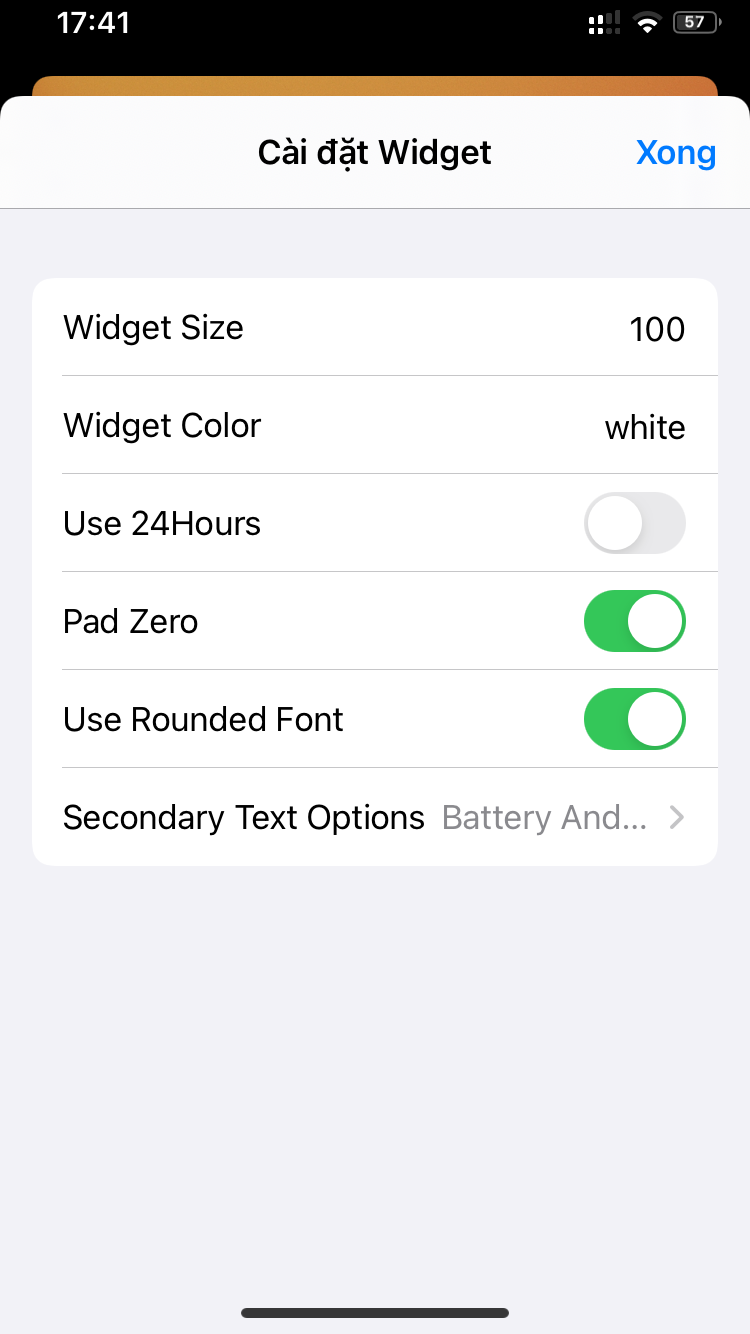 17:41
57
Cài đặt Widget
Xong
Widget Size
100
Widget Color
white
Use 24Hours
Pad Zero
Use Rounded Font
Secondary Text Options
Battery And...